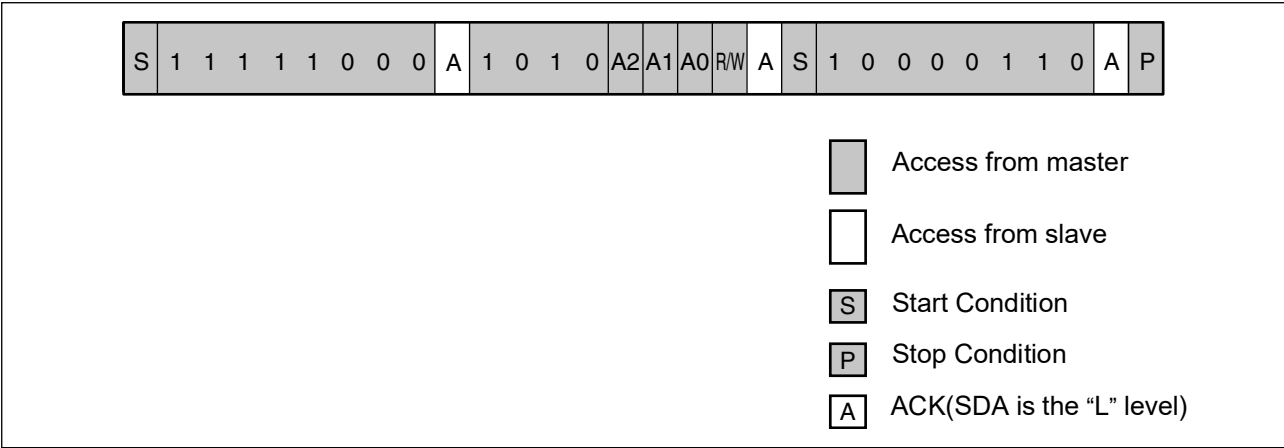 S 1 1 1 1 1 0 0 0 A 1 0 1 0 A2 A1 A0 R/W A S 1 0 0 0 0 1 1 0 A P
Access from master
Access from slave
S Start Condition
P Stop Condition
A ACK(SDA is the “L” level)